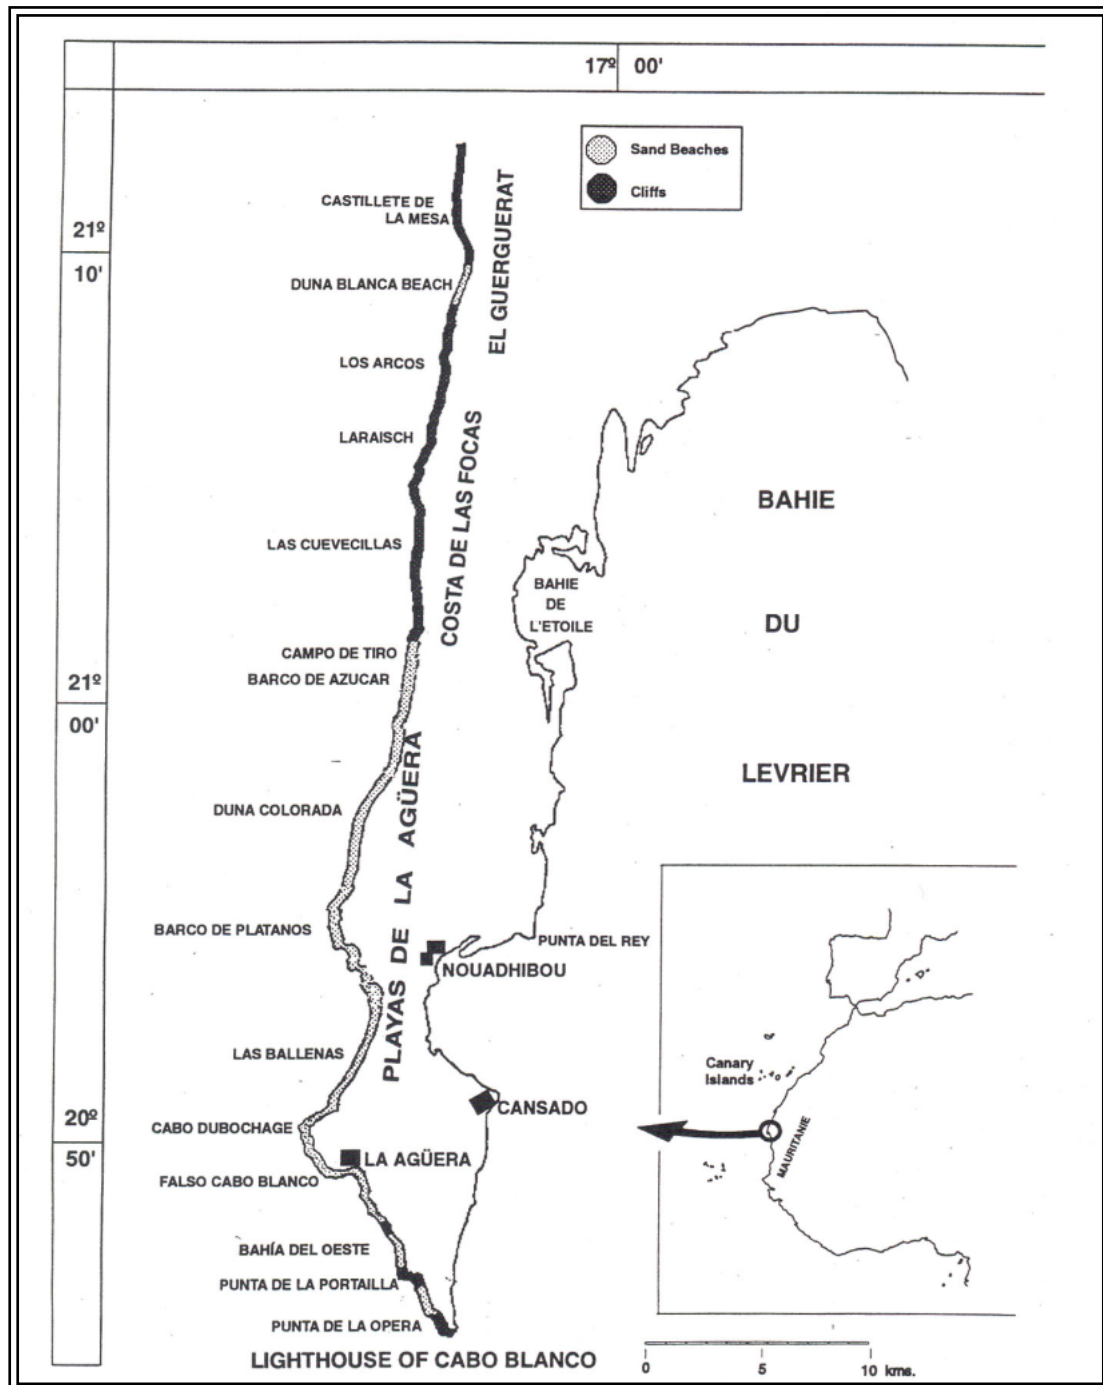 17º 00'
Sand Beaches
Cliffs
21º
10'
CASTILLETE DE
LA MESA
EL GUERGUERAT
DUNA BLANCA BEACH
LOS ARCOS
LARAISCH
COSTA DE LAS FOCAS
LAS CUEVECILLAS
BAHIE
DU
LEVRIER
BAHIE
DE
L'ETOILE
CAMPO DE TIRO
BARCO DE AZUCAR
21º
00'
PLAYAS DE LA AGÜERA
DUNA COLORADA
BARCO DE PLATANOS
PUNTA DEL REY
NOUADHIBOU
LAS BALLENAS
CANSADO
20º
50'
CABO DUBOCHAGE
LA AGÜERA
FALSO CABO BLANCO
BAHÍA DEL OESTE
PUNTA DE LA PORTAILLA
PUNTA DE LA OPERA
LIGHTHOUSE OF CABO BLANCO
Canary
Islands
MAURITANIE
0 5 10 kms.